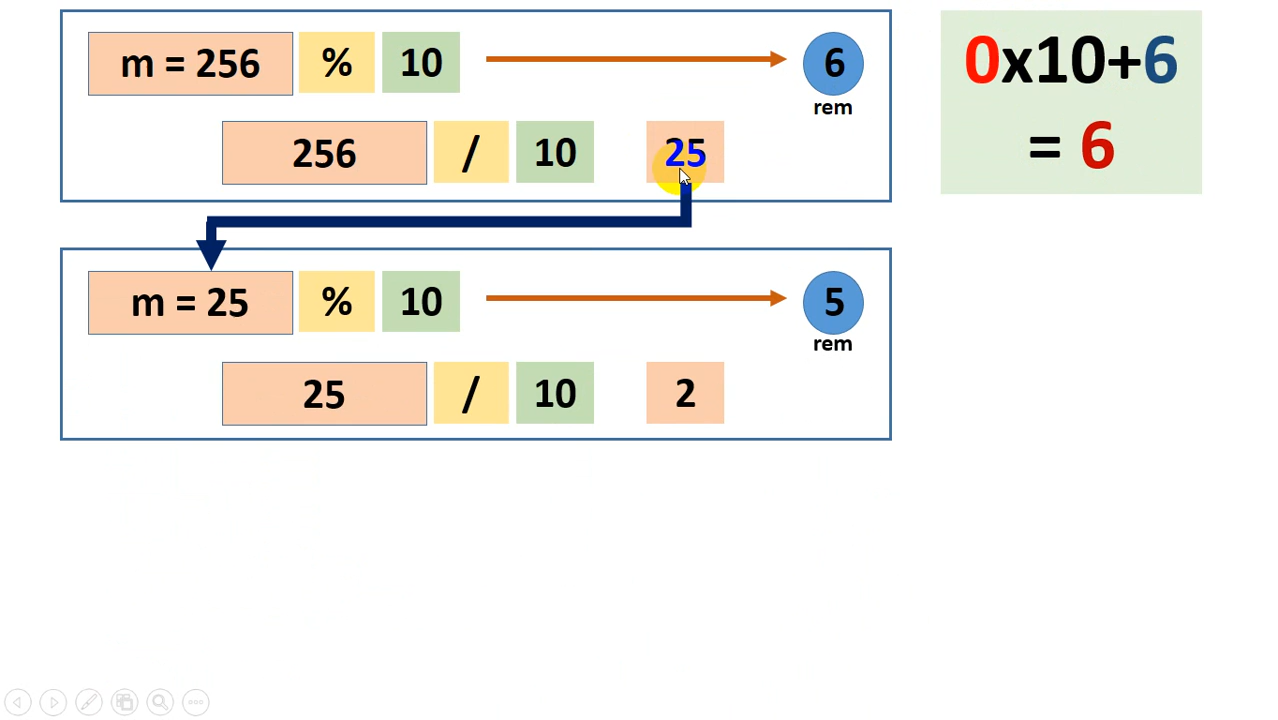 m = 256 % 10 6
rem
256 / 10 25
0x10+6
= 6
m = 25 % 10 5
rem
25 / 10 2